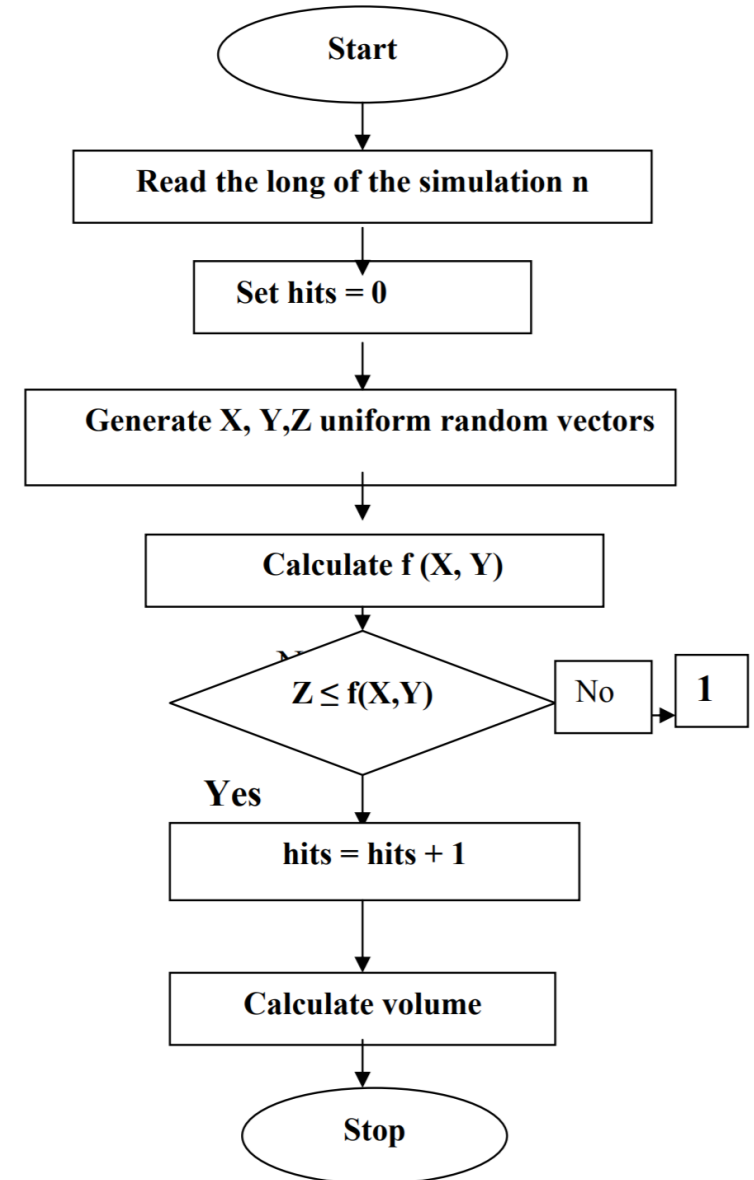 Start
Read the long of the simulation n
Set hits = 0
Generate X, Y,Z uniform random vectors
Calculate f (X, Y)
Z ≤ f(X,Y)
No
1
Yes
hits = hits + 1
Calculate volume
Stop